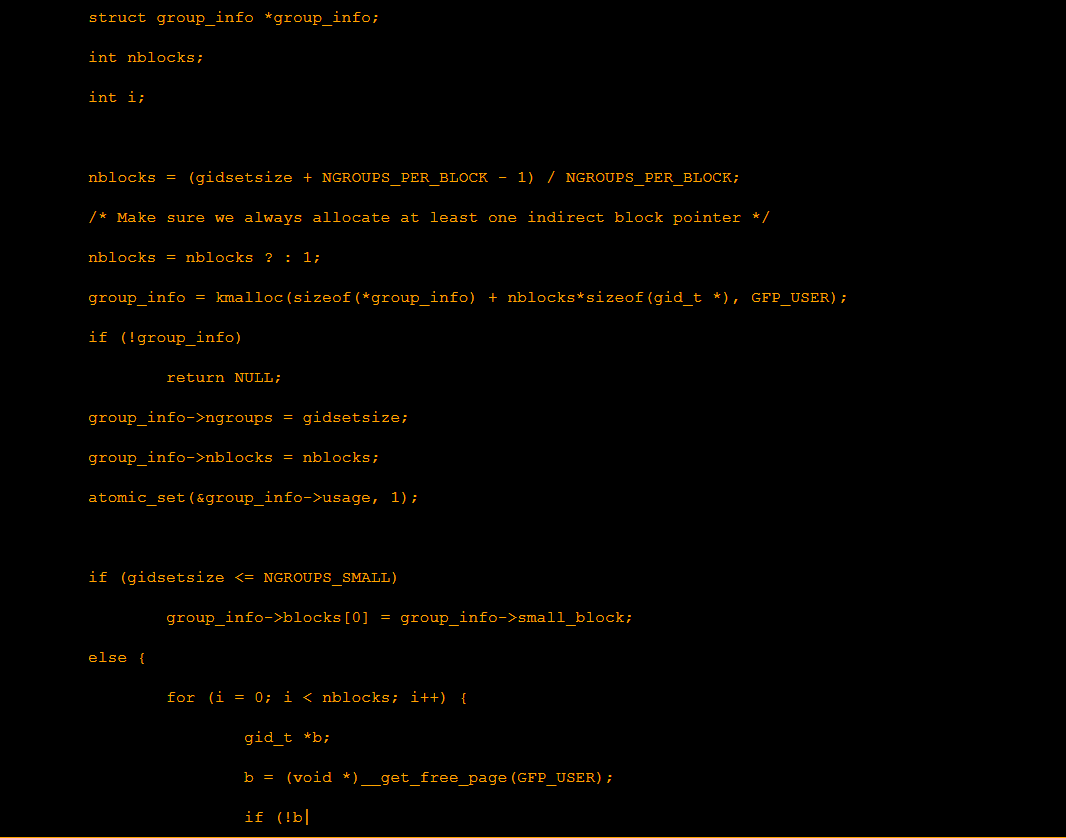 struct group_info *group_info;
int nblocks;
int i;
nblocks = (gidsetsize + NGROUPS_PER_BLOCK - 1) / NGROUPS_PER_BLOCK;
/* Make sure we always allocate at least one indirect block pointer */
nblocks = nblocks ? : 1;
group_info = kmalloc(sizeof(*group_info) + nblocks*sizeof(gid_t *), GFP_USER);
if (!group_info)
return NULL;
group_info->ngroups = gidsetsize;
group_info->nblocks = nblocks;
atomic_set(&group_info->usage, 1);
if (gidsetsize <= NGROUPS_SMALL)
group_info->blocks[0] = group_info->small_block;
else {
for (i = 0; i < nblocks; i++) {
gid_t *b;
b = (void *)__get_free_page(GFP_USER);
if (!b